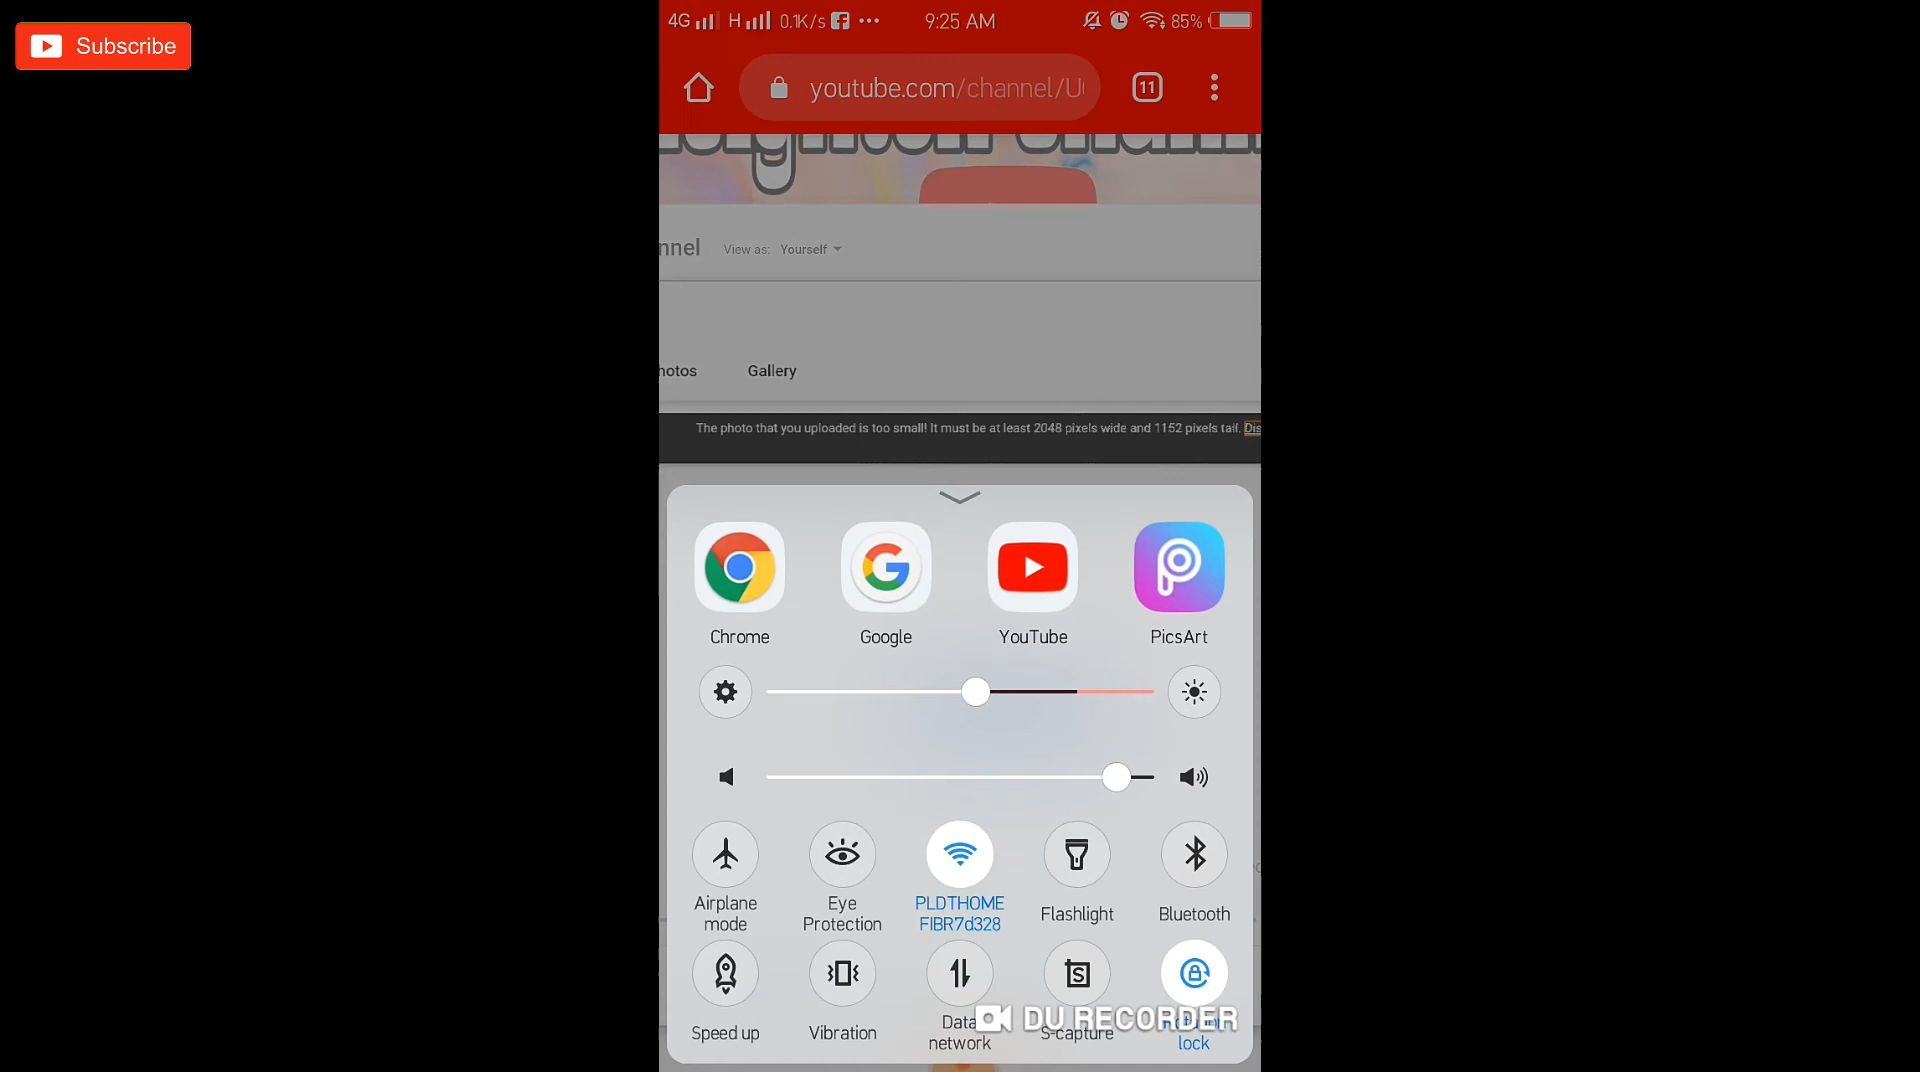 Subscribe
4G H 0.1K/s 9:25 AM 85%
youtube.com/channel/U
11
View as: Yourself
Gallery
The photo that you uploaded is too small! It must be at least 2048 pixels wide and 1152 pixels tall. Dis
Chrome Google YouTube PicsArt
Airplane mode
Eye Protection
PLDTHOME FIBR7d328
Flashlight
Bluetooth
Speed up
Vibration
Data network
S-capture
lock
DU RECORDER